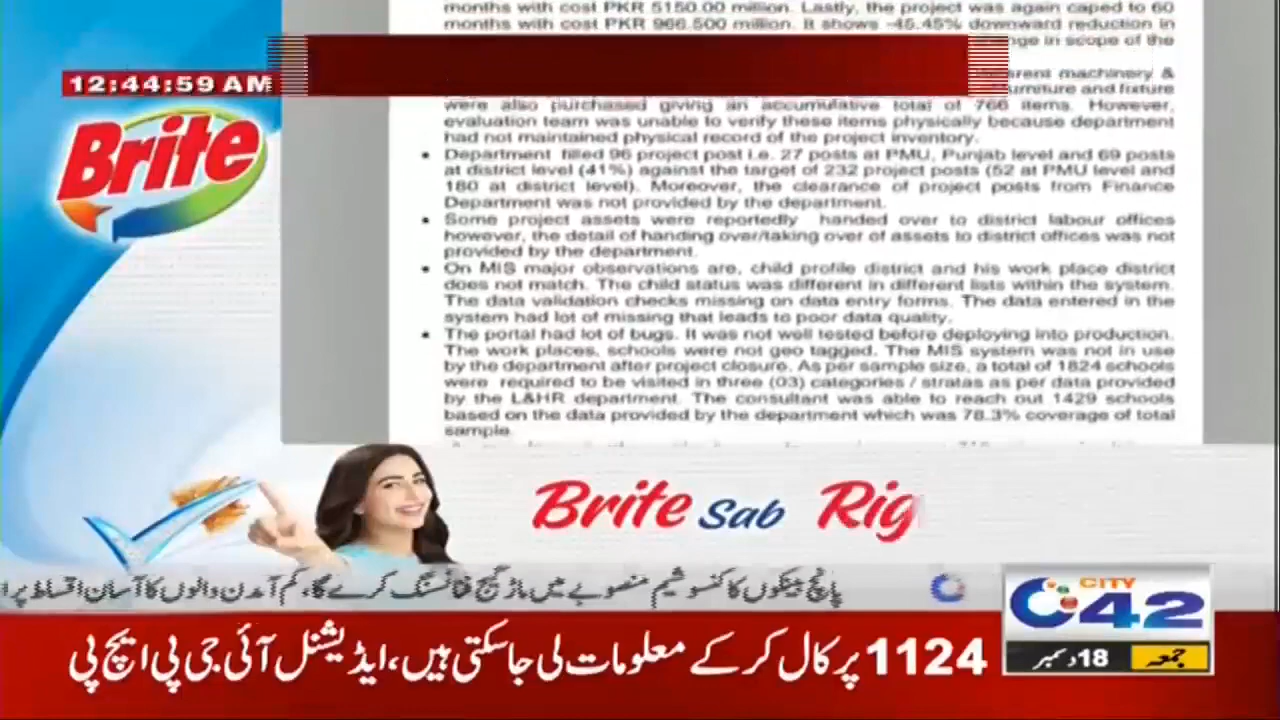 months with cost PKR 5150.00 million. Lastly, the project was again caped to 60
months with cost PKR 966.500 million. It shows -45.45% downward reduction in
nge in scope of the
12:44:59 AM
Brite
machinery &
furniture and fixture
were also purchased giving an accumulative total of 766 items. However,
evaluation team was unable to verify these items physically because department
had not maintained physical record of the project inventory.
• Department filled 96 project post i.e. 27 posts at PMU, Punjab level and 69 posts
at district level (41%) against the target of 232 project posts (52 at PMU level and
180 at district level). Moreover, the clearance of project posts from Finance
Department was not provided by the department.
• Some project assets were reportedly handed over to district labour offices
however, the detail of handing over/taking over of assets to district offices was not
provided by the department.
• On MIS major observations are, child profile district and his work place district
does not match. The child status was different in different lists within the system.
The data validation checks missing on data entry forms. The data entered in the
system had lot of missing that leads to poor data quality.
• The portal had lot of bugs. It was not well tested before deploying into production.
The work places, schools were not geo tagged. The MIS system was not in use
by the department after project closure. As per sample size, a total of 1824 schools
were required to be visited in three (03) categories / stratas as per data provided
by the L&HR department. The consultant was able to reach out 1429 schools
based on the data provided by the department which was 78.3% coverage of total
sample.
Brite Sab Rig
پانچ بینکوں کا کنسوشیم منصوبے میں مارگیج فانسنگ کرے گا، کم آمدن والوں کا آسان اقساط پر ا
CITY
42
1124 پر کال کر کے معلومات لی جاسکتی ہیں، ایڈیشنل آئی جی پی ایچ پی
جمعہ
18 دسمبر